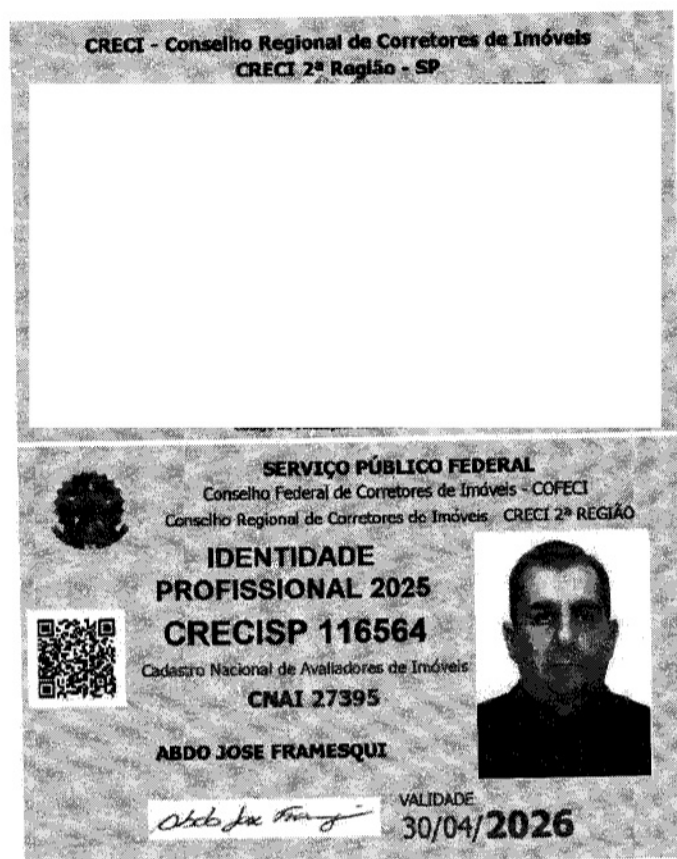 CRECI - Conselho Regional de Corretores de Imóveis
CRECI 2ª Região - SP
SERVIÇO PÚBLICO FEDERAL
Conselho Federal de Corretores de Imóveis - COFECI
Conselho Regional de Corretores de Imóveis CRECI 2ª REGIÃO
IDENTIDADE
PROFISSIONAL 2025
CRECISP 116564
Cadastro Nacional de Avaliadores de Imóveis
CNAI 27395
ABDO JOSE FRAMESQUI
VALIDADE
30/04/2026